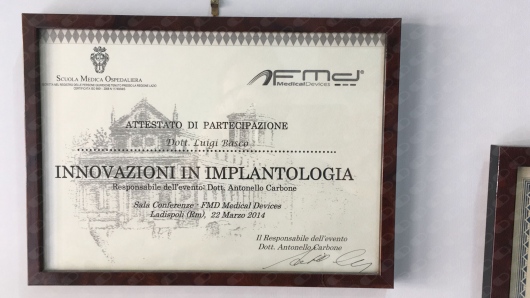 SCUOLA MEDICA OSPEDALIERA
FMD
Medical Devices
ATTESTATO DI PARTECIPAZIONE
Dott. Luigi Basco
INNOVAZIONI IN IMPLANTOLOGIA
Responsabile dell'evento: Dott. Antonello Carbone
Sala Conferenze : FMD Medical Devices
Ladispoli (Rm), 22 Marzo 2014
Il Responsabile dell'evento
Dott. Antonello Carbone